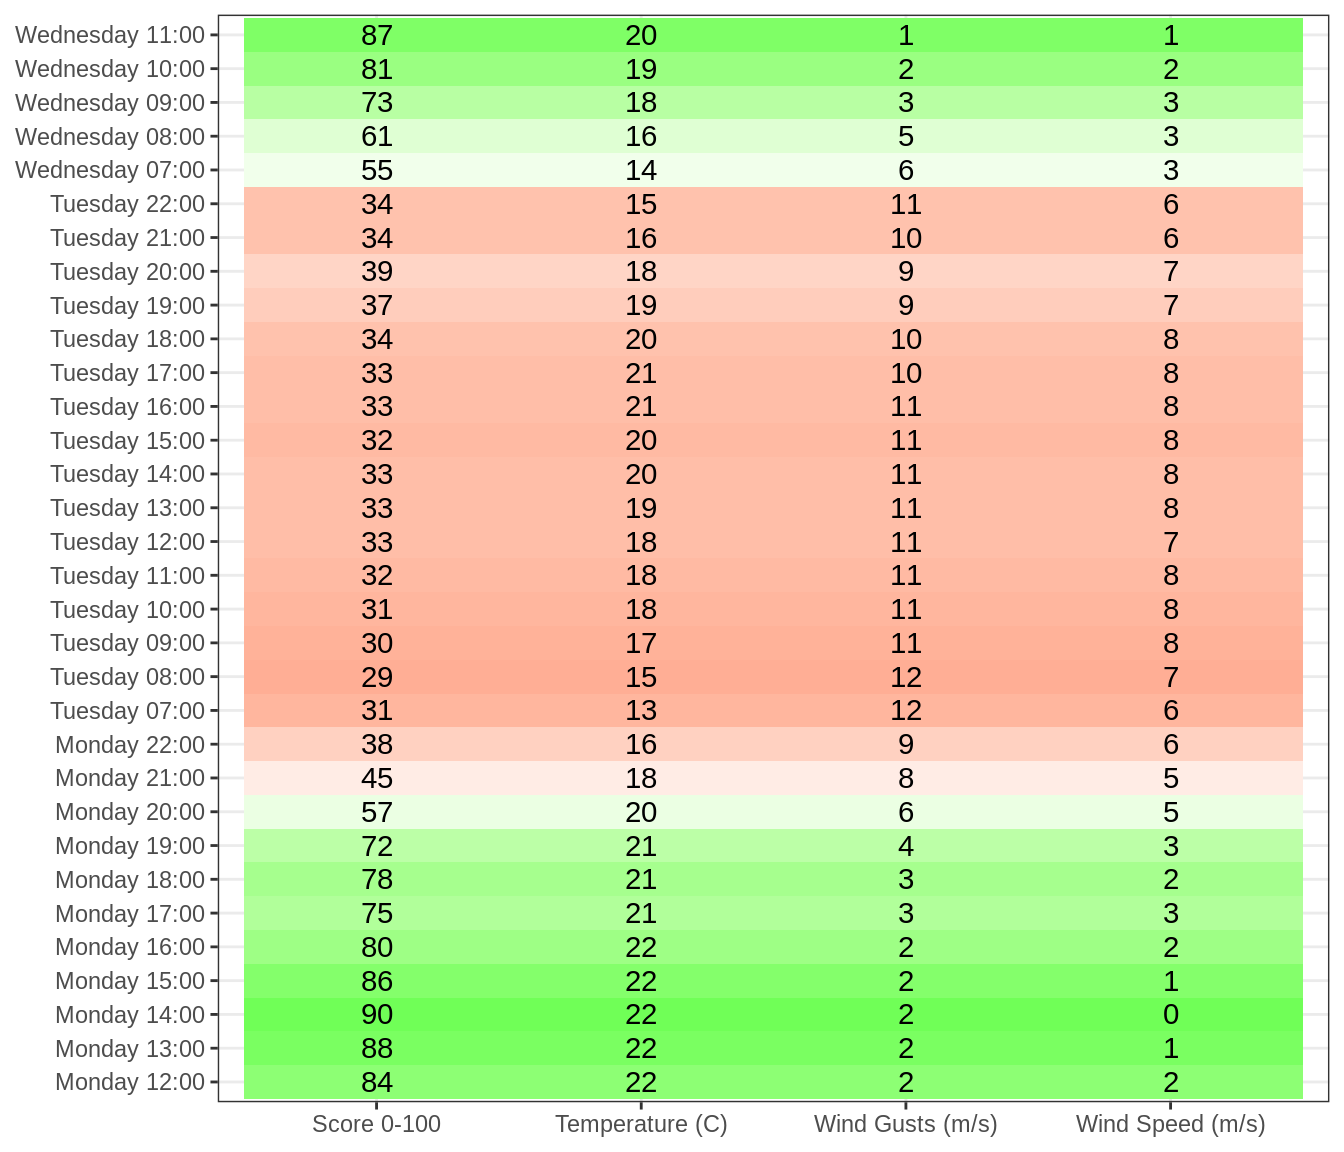 Wednesday 11:00 87 20 1 1
Wednesday 10:00 81 19 2 2
Wednesday 09:00 73 18 3 3
Wednesday 08:00 61 16 5 3
Wednesday 07:00 55 14 6 3
Tuesday 22:00 34 15 11 6
Tuesday 21:00 34 16 10 6
Tuesday 20:00 39 18 9 7
Tuesday 19:00 37 19 9 7
Tuesday 18:00 34 20 10 8
Tuesday 17:00 33 21 10 8
Tuesday 16:00 33 21 11 8
Tuesday 15:00 32 20 11 8
Tuesday 14:00 33 20 11 8
Tuesday 13:00 33 19 11 8
Tuesday 12:00 33 18 11 7
Tuesday 11:00 32 18 11 8
Tuesday 10:00 31 18 11 8
Tuesday 09:00 30 17 11 8
Tuesday 08:00 29 15 12 7
Tuesday 07:00 31 13 12 6
Monday 22:00 38 16 9 6
Monday 21:00 45 18 8 5
Monday 20:00 57 20 6 5
Monday 19:00 72 21 4 3
Monday 18:00 78 21 3 2
Monday 17:00 75 21 3 3
Monday 16:00 80 22 2 2
Monday 15:00 86 22 2 1
Monday 14:00 90 22 2 0
Monday 13:00 88 22 2 1
Monday 12:00 84 22 2 2
Score 0-100 Temperature (C) Wind Gusts (m/s) Wind Speed (m/s)